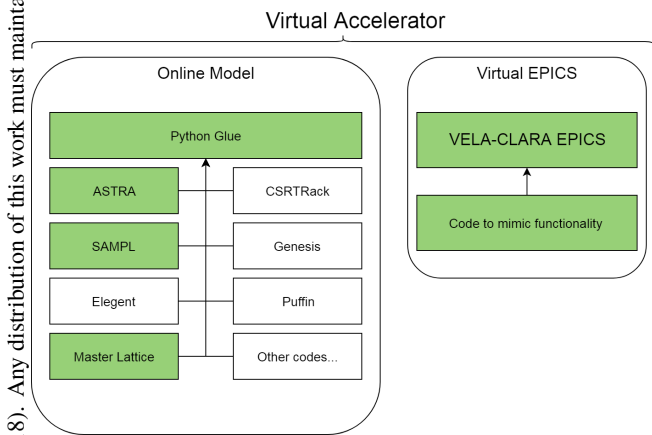 Virtual Accelerator
Online Model
Python Glue
ASTRA
CSRTRack
SAMPL
Genesis
Elegent
Puffin
Master Lattice
Other codes...
Virtual EPICS
VELA-CLARA EPICS
Code to mimic functionality
8). Any distribution of this work must mainta